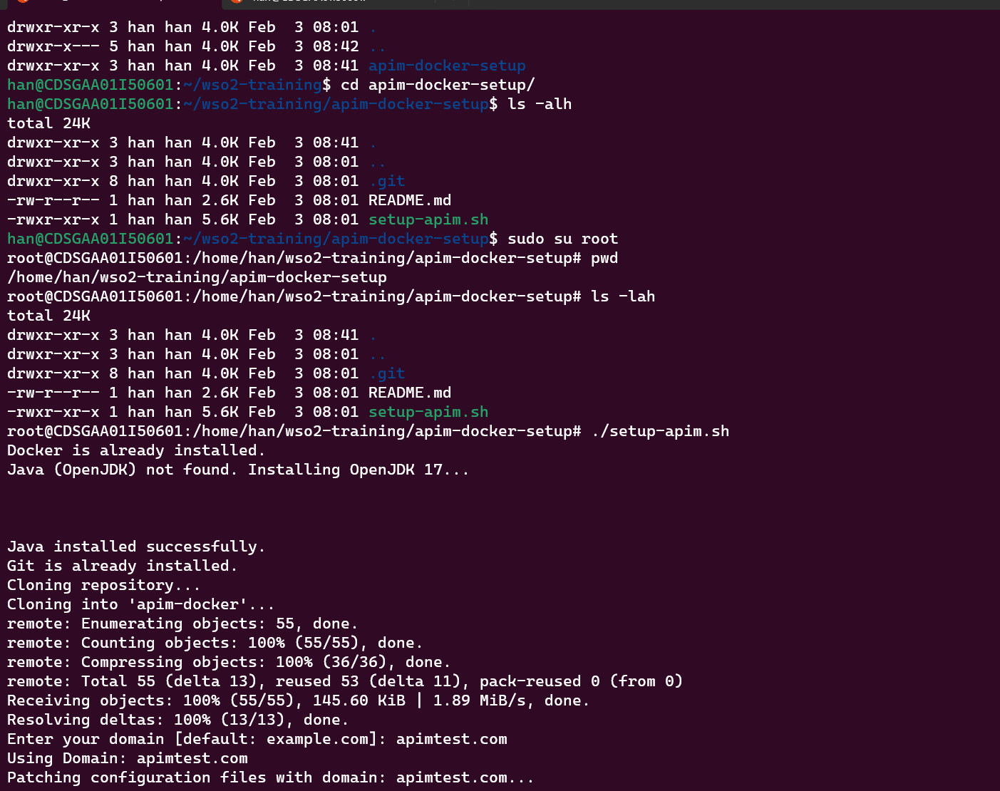 drwxr-xr-x 3 han han 4.0K Feb  3 08:01 .
drwxr-x--- 5 han han 4.0K Feb  3 08:42 ..
drwxr-xr-x 3 han han 4.0K Feb  3 08:41 apim-docker-setup
han@CDSGAA01I50601:~/wso2-training$ cd apim-docker-setup/
han@CDSGAA01I50601:~/wso2-training/apim-docker-setup$ ls -alh
total 24K
drwxr-xr-x 3 han han 4.0K Feb  3 08:41 .
drwxr-xr-x 3 han han 4.0K Feb  3 08:01 ..
drwxr-xr-x 8 han han 4.0K Feb  3 08:01 .git
-rw-r--r-- 1 han han 2.6K Feb  3 08:01 README.md
-rwxr-xr-x 1 han han 5.6K Feb  3 08:01 setup-apim.sh
han@CDSGAA01I50601:~/wso2-training/apim-docker-setup$ sudo su root
root@CDSGAA01I50601:/home/han/wso2-training/apim-docker-setup# pwd
/home/han/wso2-training/apim-docker-setup
root@CDSGAA01I50601:/home/han/wso2-training/apim-docker-setup# ls -lah
total 24K
drwxr-xr-x 3 han han 4.0K Feb  3 08:41 .
drwxr-xr-x 3 han han 4.0K Feb  3 08:01 ..
drwxr-xr-x 8 han han 4.0K Feb  3 08:01 .git
-rw-r--r-- 1 han han 2.6K Feb  3 08:01 README.md
-rwxr-xr-x 1 han han 5.6K Feb  3 08:01 setup-apim.sh
root@CDSGAA01I50601:/home/han/wso2-training/apim-docker-setup# ./setup-apim.sh
Docker is already installed.
Java (OpenJDK) not found. Installing OpenJDK 17...
Java installed successfully.
Git is already installed.
Cloning repository...
Cloning into 'apim-docker'...
remote: Enumerating objects: 55, done.
remote: Counting objects: 100% (55/55), done.
remote: Compressing objects: 100% (36/36), done.
remote: Total 55 (delta 13), reused 53 (delta 11), pack-reused 0 (from 0)
Receiving objects: 100% (55/55), 145.60 KiB | 1.89 MiB/s, done.
Resolving deltas: 100% (13/13), done.
Enter your domain [default: example.com]: apimtest.com
Using Domain: apimtest.com
Patching configuration files with domain: apimtest.com...